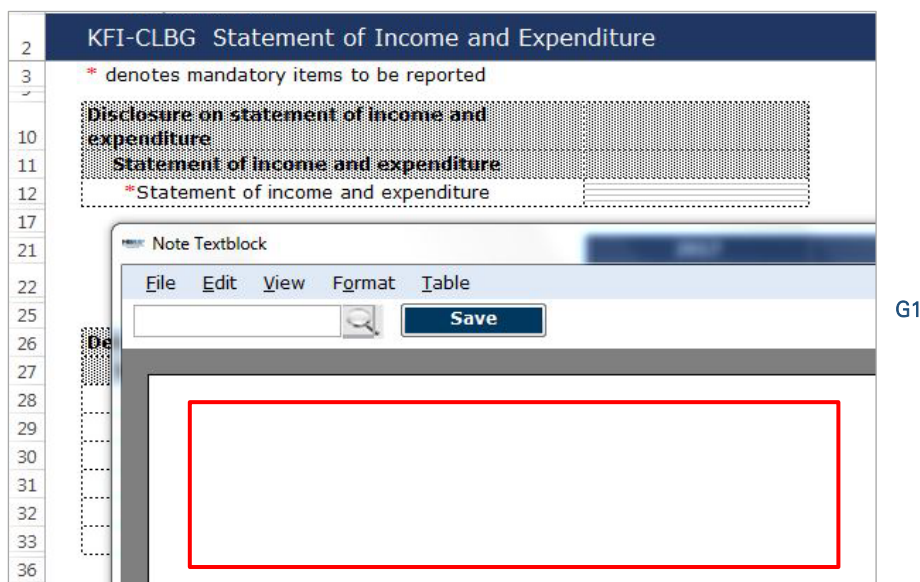 2 KFI-CLBG Statement of Income and Expenditure
3 * denotes mandatory items to be reported
Disclosure on statement of income and
10 expenditure
11 Statement of income and expenditure
12 *Statement of income and expenditure
17
21 Note Textblock
22 File Edit View Format Table
25 Save
G1
26 De
27
28
29
30
31
32
33
36